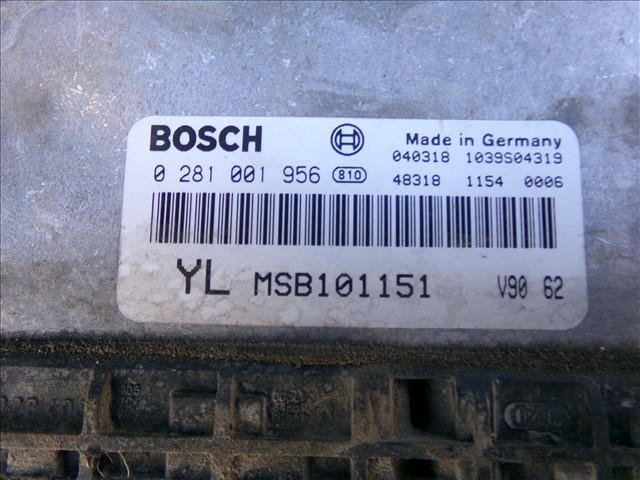 BOSCH Made in Germany
040318 1039S04319
0 281 001 956 810 48318 1154 0006
YL MSB101151 V90 62